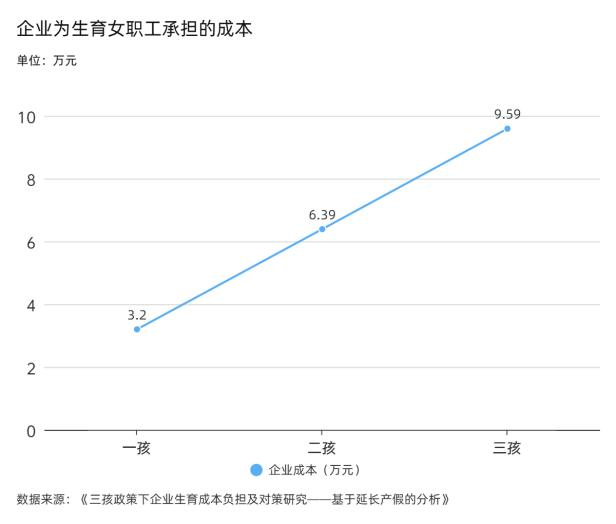 企业为生育女职工承担的成本
单位：万元
10
9.59
8
6.39
6
4
3.2
2
0
一孩 二孩 三孩
企业成本（万元）
数据来源：《三孩政策下企业生育成本负担及对策研究——基于延长产假的分析》